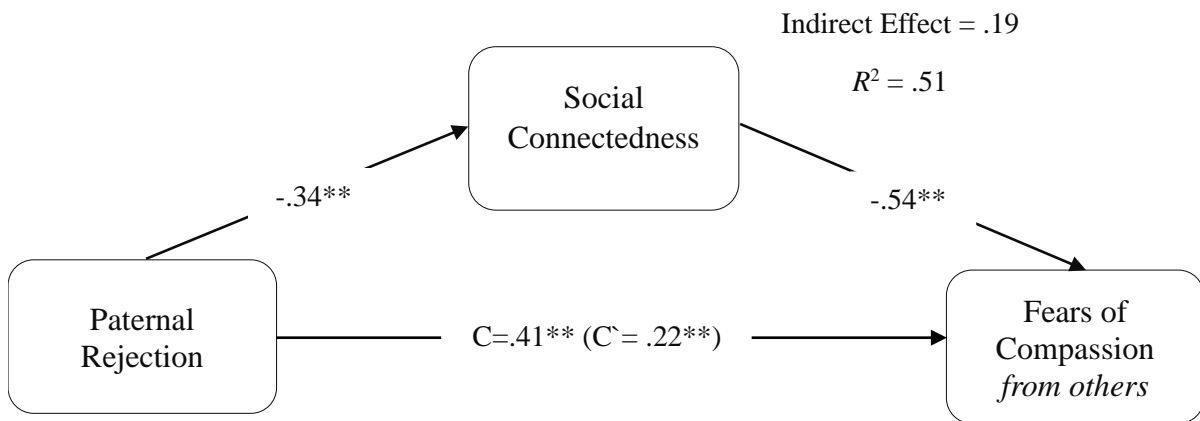 Indirect Effect = .19
R² = .51
Social
Connectedness
-.34**
-.54**
Paternal
Rejection
C=.41** (C`= .22**)
Fears of
Compassion
from others